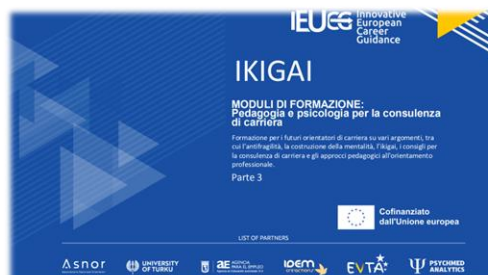 IEUCG Innovative
European
Career
Guidance
IKIGAI
MODULI DI FORMAZIONE:
Pedagogia e psicologia per la consulenza
di carriera
Formazione per i futuri orientatori di carriera su vari argomenti, tra
cui l'antifragilità, la costruzione della mentalità, l'ikigai, i consigli per
la consulenza di carriera e gli approcci pedagogici all'orientamento
professionale.
Parte 3
Cofinanziato
dall'Unione europea
LIST OF PARTNERS
Asnor
UNIVERSITY
OF TURKU
ae AGENCIA
PARA EL EMPLEO
IDEM
EVTA
PSYCHMED
ANALYTICS